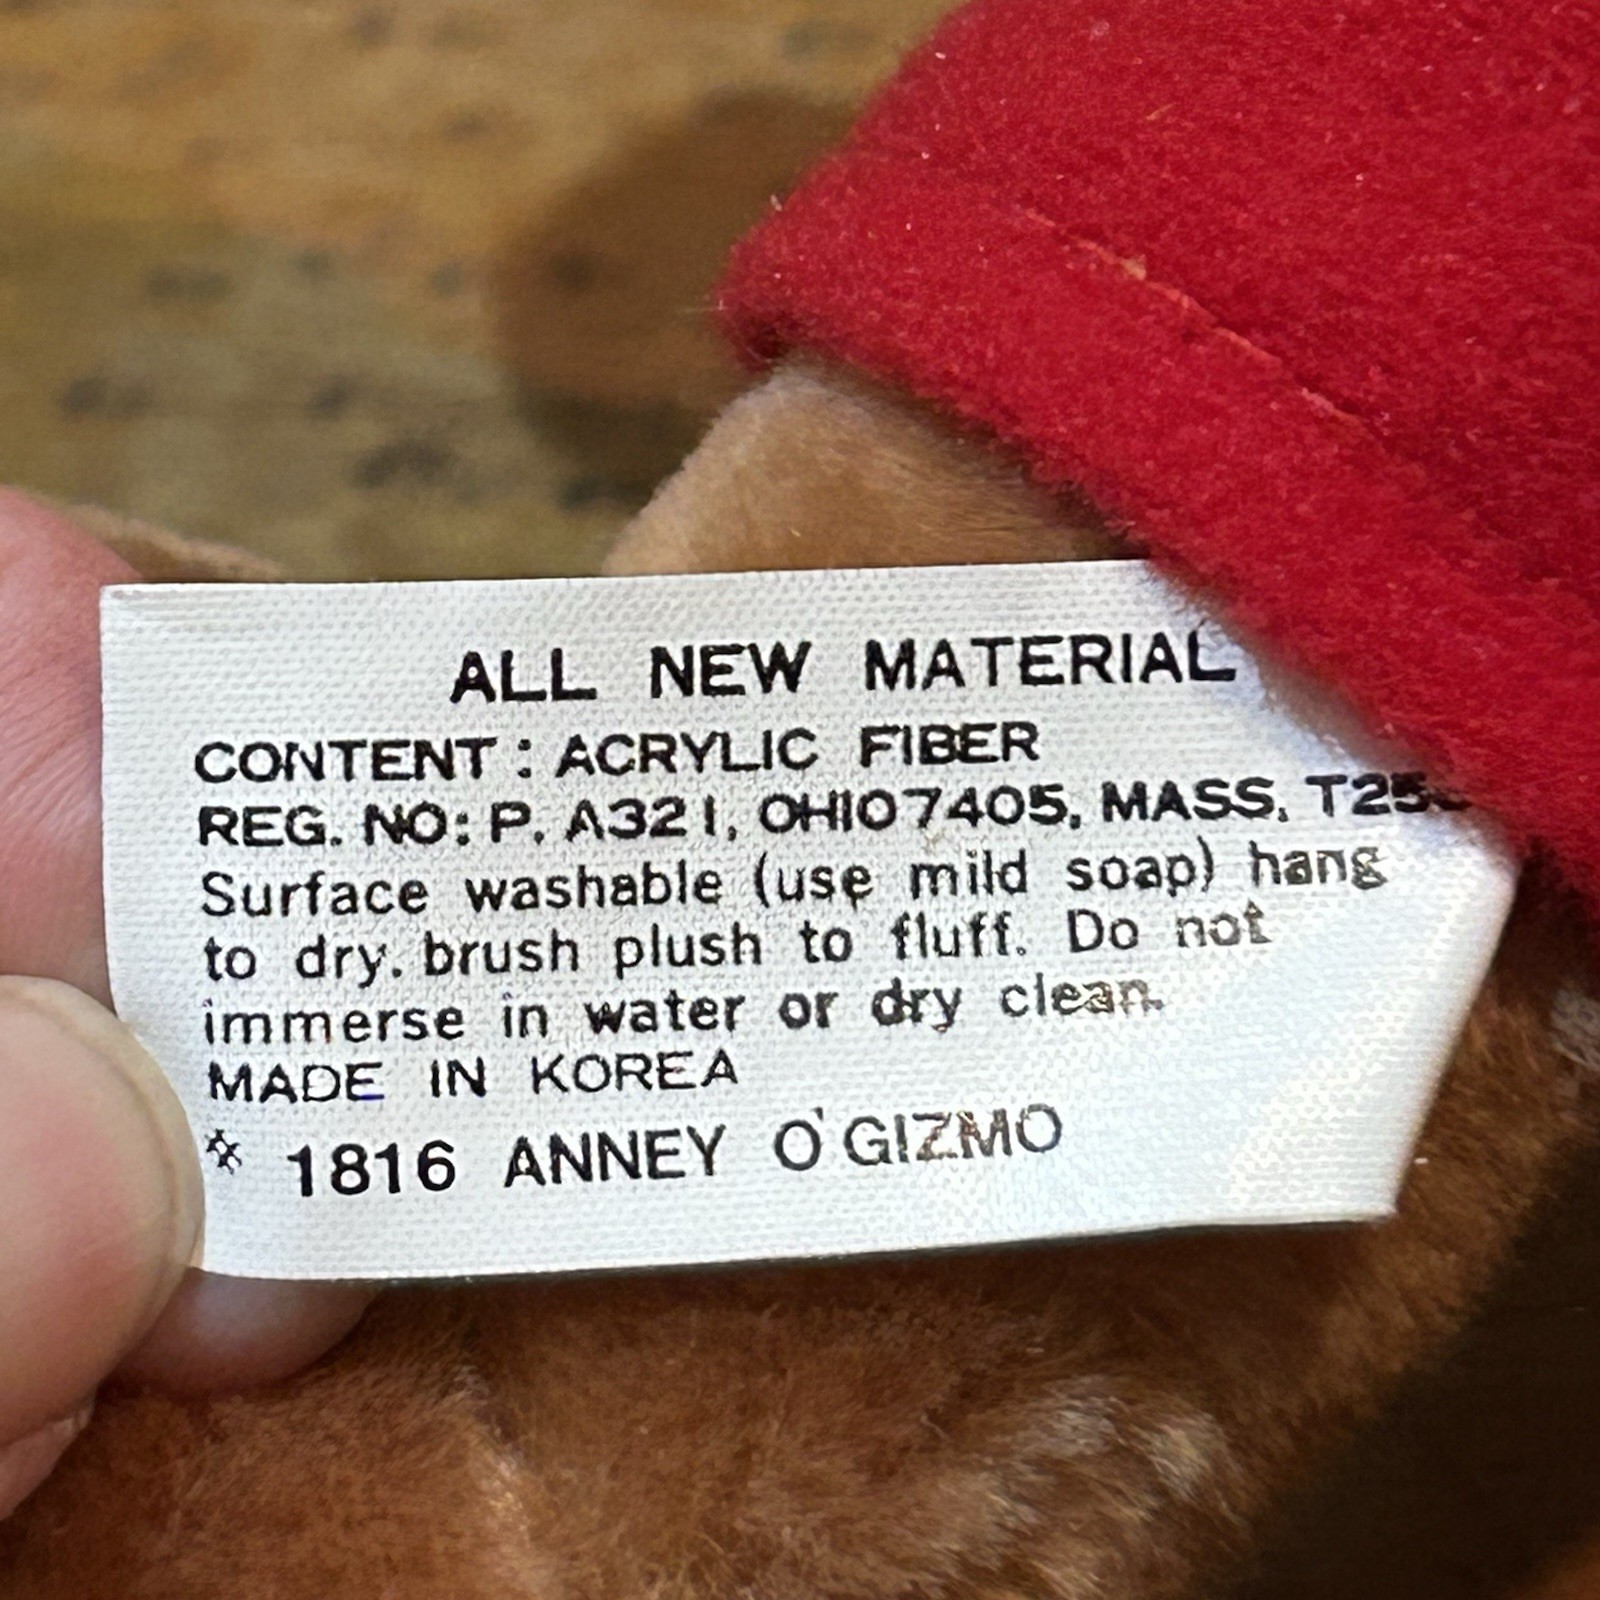 ALL NEW MATERIAL
CONTENT : ACRYLIC FIBER
REG. NO: P. A321, OHIO7405, MASS. 
Surface washable (use mild soap) hang
to dry. brush plush to fluff. Do not
immerse in water or dry clean.
MADE IN KOREA
# 1816 ANNEY O'GIZMO